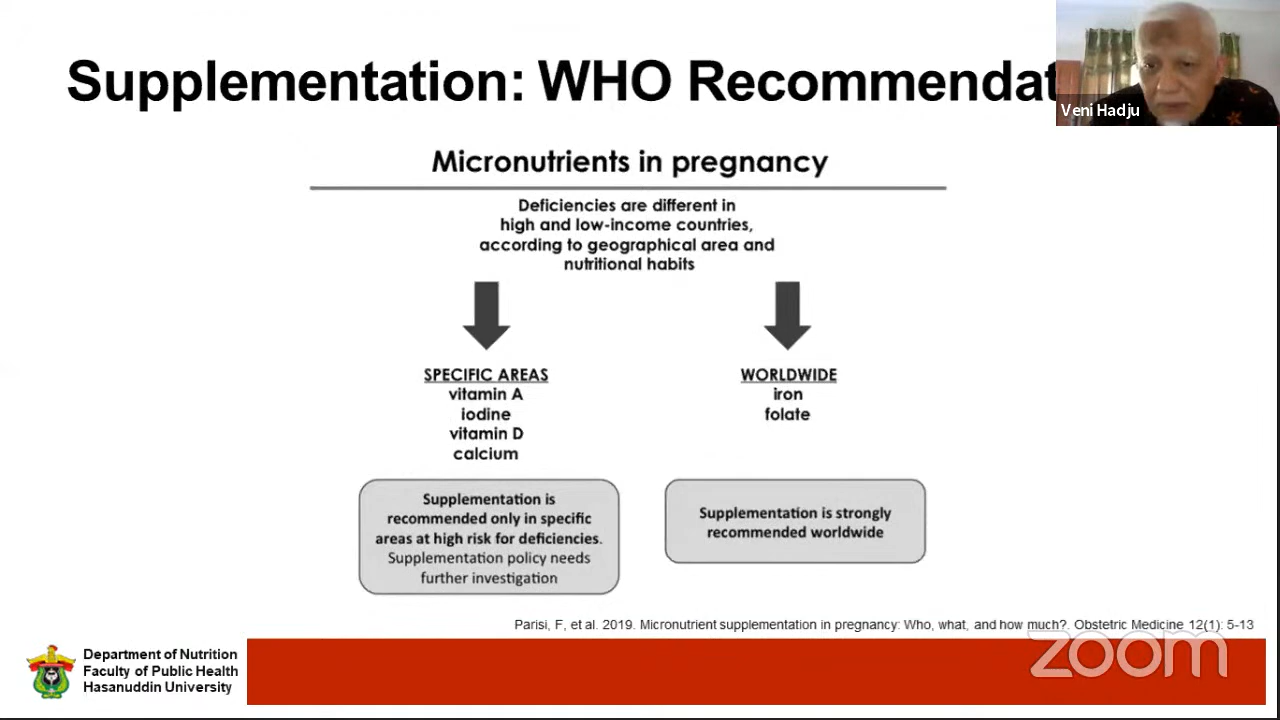 Supplementation: WHO Recommendat
Veni Hadju
Micronutrients in pregnancy
Deficiencies are different in
high and low-income countries,
according to geographical area and
nutritional habits
SPECIFIC AREAS
vitamin A
iodine
vitamin D
calcium
WORLDWIDE
iron
folate
Supplementation is
recommended only in specific
areas at high risk for deficiencies.
Supplementation policy needs
further investigation
Supplementation is strongly
recommended worldwide
Parisi, F, et al. 2019. Micronutrient supplementation in pregnancy: Who, what, and how much?. Obstetric Medicine 12(1): 5-13
Department of Nutrition
Faculty of Public Health
Hasanuddin University
zoom